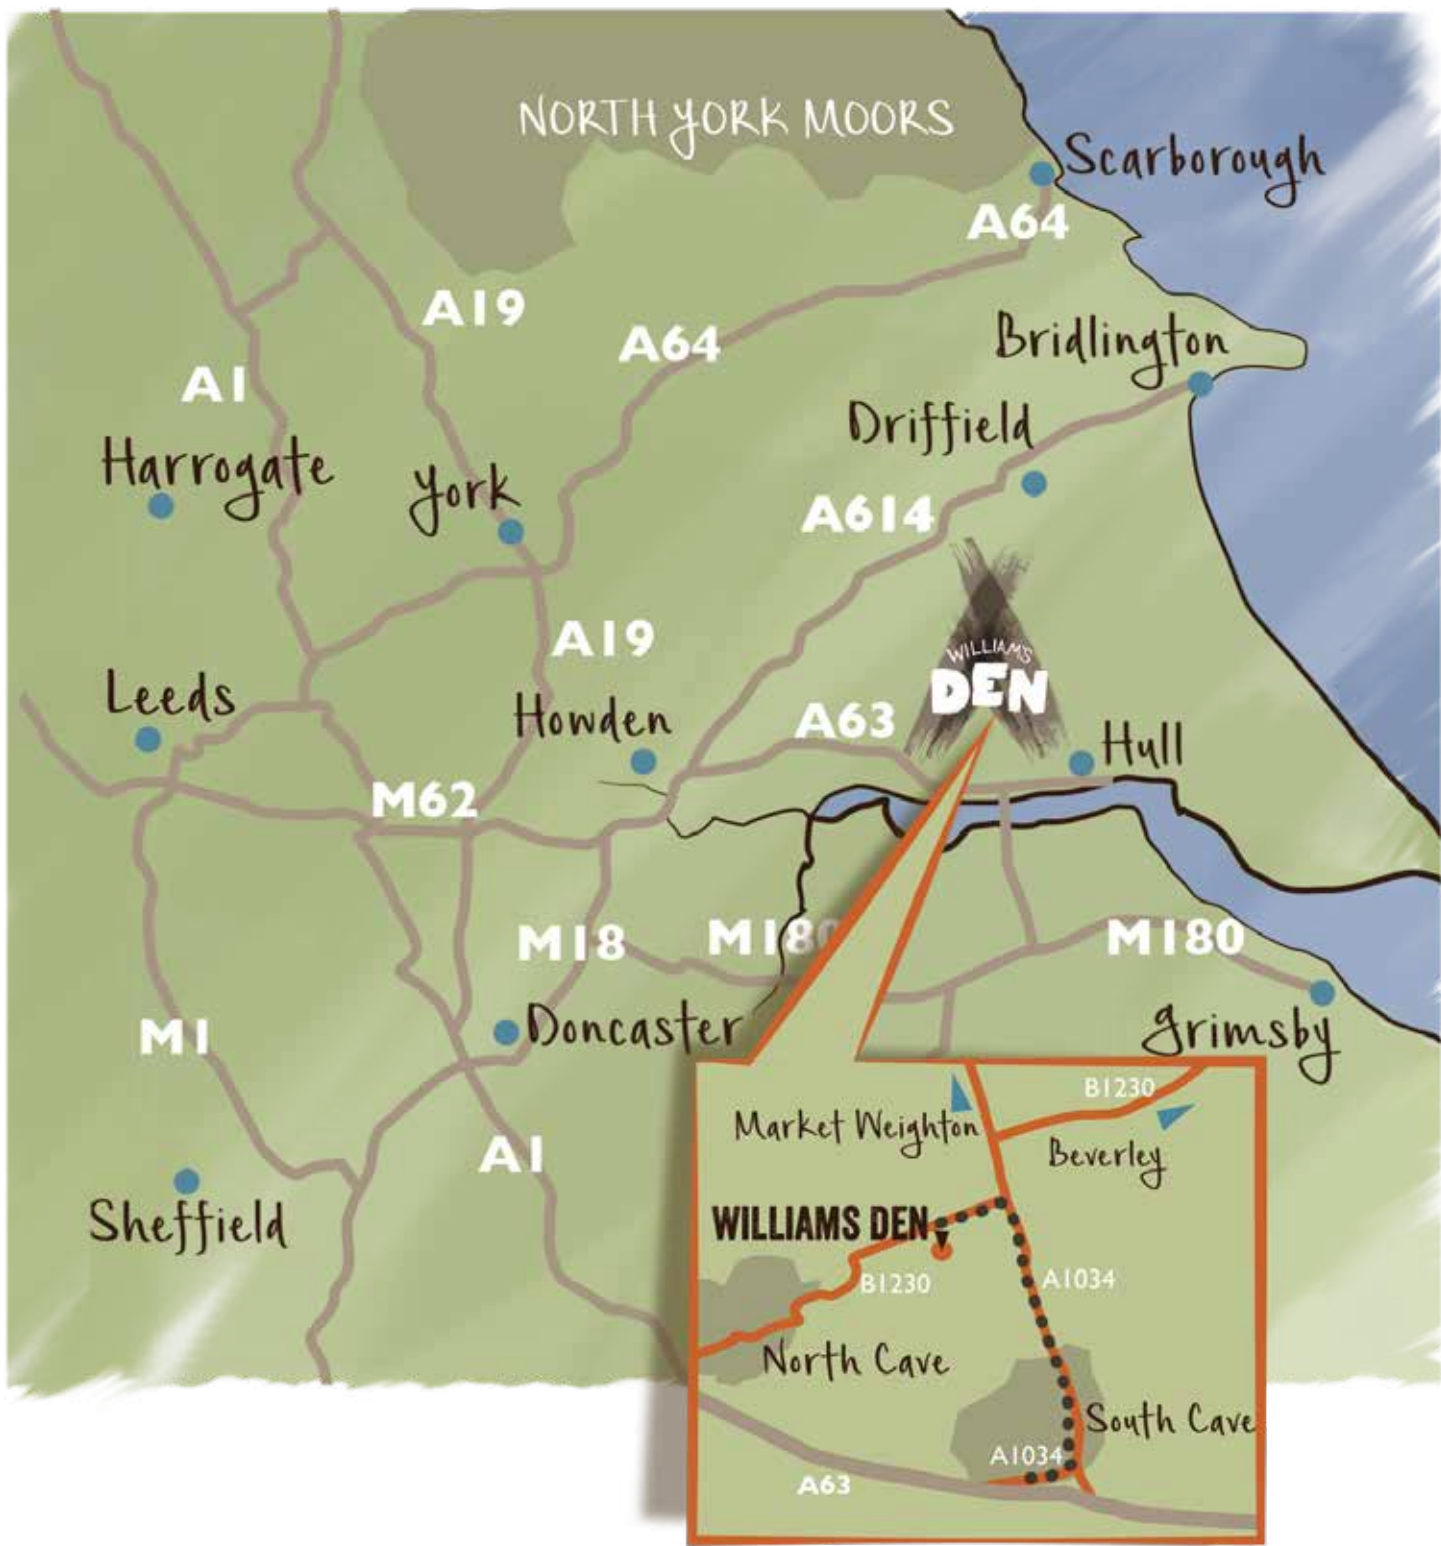 NORTH YORK MOORS
Scarborough
A64
A19
A64
Bridlington
A1
Driffield
Harrogate
York
A614
A19
WILLIAM'S
DEN
Leeds
Howden
A63
Hull
M62
M18
M180
M180
M1
Doncaster
Grimsby
A1
Sheffield
B1230
Market Weighton
Beverley
WILLIAMS DEN
B1230
A1034
North Cave
South Cave
A1034
A63